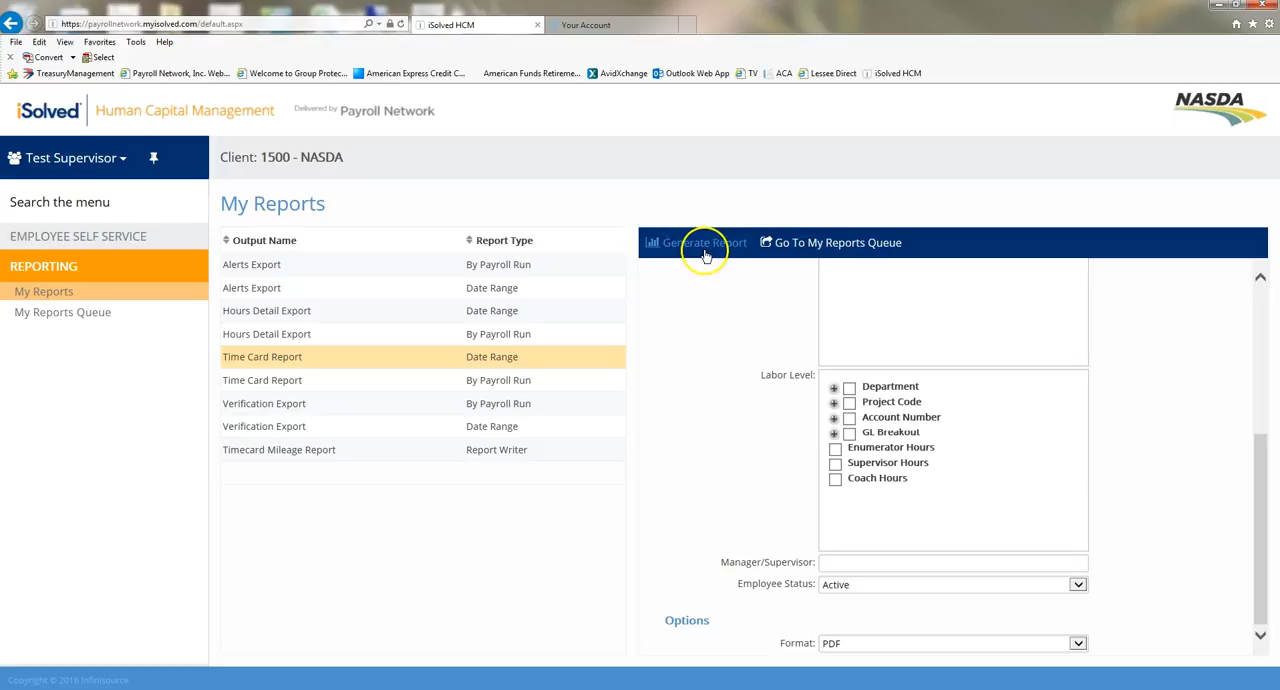 https://payrollnetwork.myisolved.com/default.aspx
iSolved HCM
Your Account
File Edit View Favorites Tools Help
Convert Select
TreasuryManagement Payroll Network, Inc. Web... Welcome to Group Protec... American Express Credit C... American Funds Retireme... AvidXchange Outlook Web App TV ACA Lessee Direct iSolved HCM
iSolved Human Capital Management Delivered by Payroll Network
NASDA
Test Supervisor
Client: 1500 - NASDA
Search the menu
EMPLOYEE SELF SERVICE
REPORTING
My Reports
My Reports Queue
My Reports
Output Name Report Type
Alerts Export By Payroll Run
Alerts Export Date Range
Hours Detail Export Date Range
Hours Detail Export By Payroll Run
Time Card Report Date Range
Time Card Report By Payroll Run
Verification Export By Payroll Run
Verification Export Date Range
Timecard Mileage Report Report Writer
Generate Report Go To My Reports Queue
Labor Level:
Department
Project Code
Account Number
GL Breakout
Enumerator Hours
Supervisor Hours
Coach Hours
Manager/Supervisor:
Employee Status: Active
Options
Format: PDF
Copyright © 2016 Infinisource